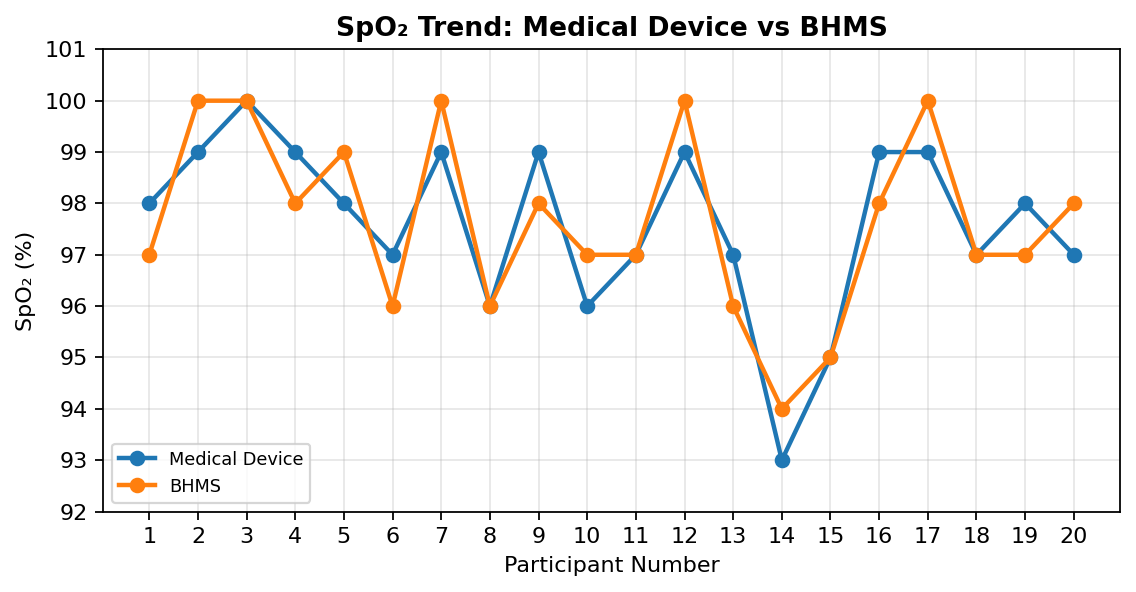 SpO₂ Trend: Medical Device vs BHMS
101
100
99
98
97
96
95
94
93
92
SpO₂ (%)
Medical Device
BHMS
1 2 3 4 5 6 7 8 9 10 11 12 13 14 15 16 17 18 19 20
Participant Number